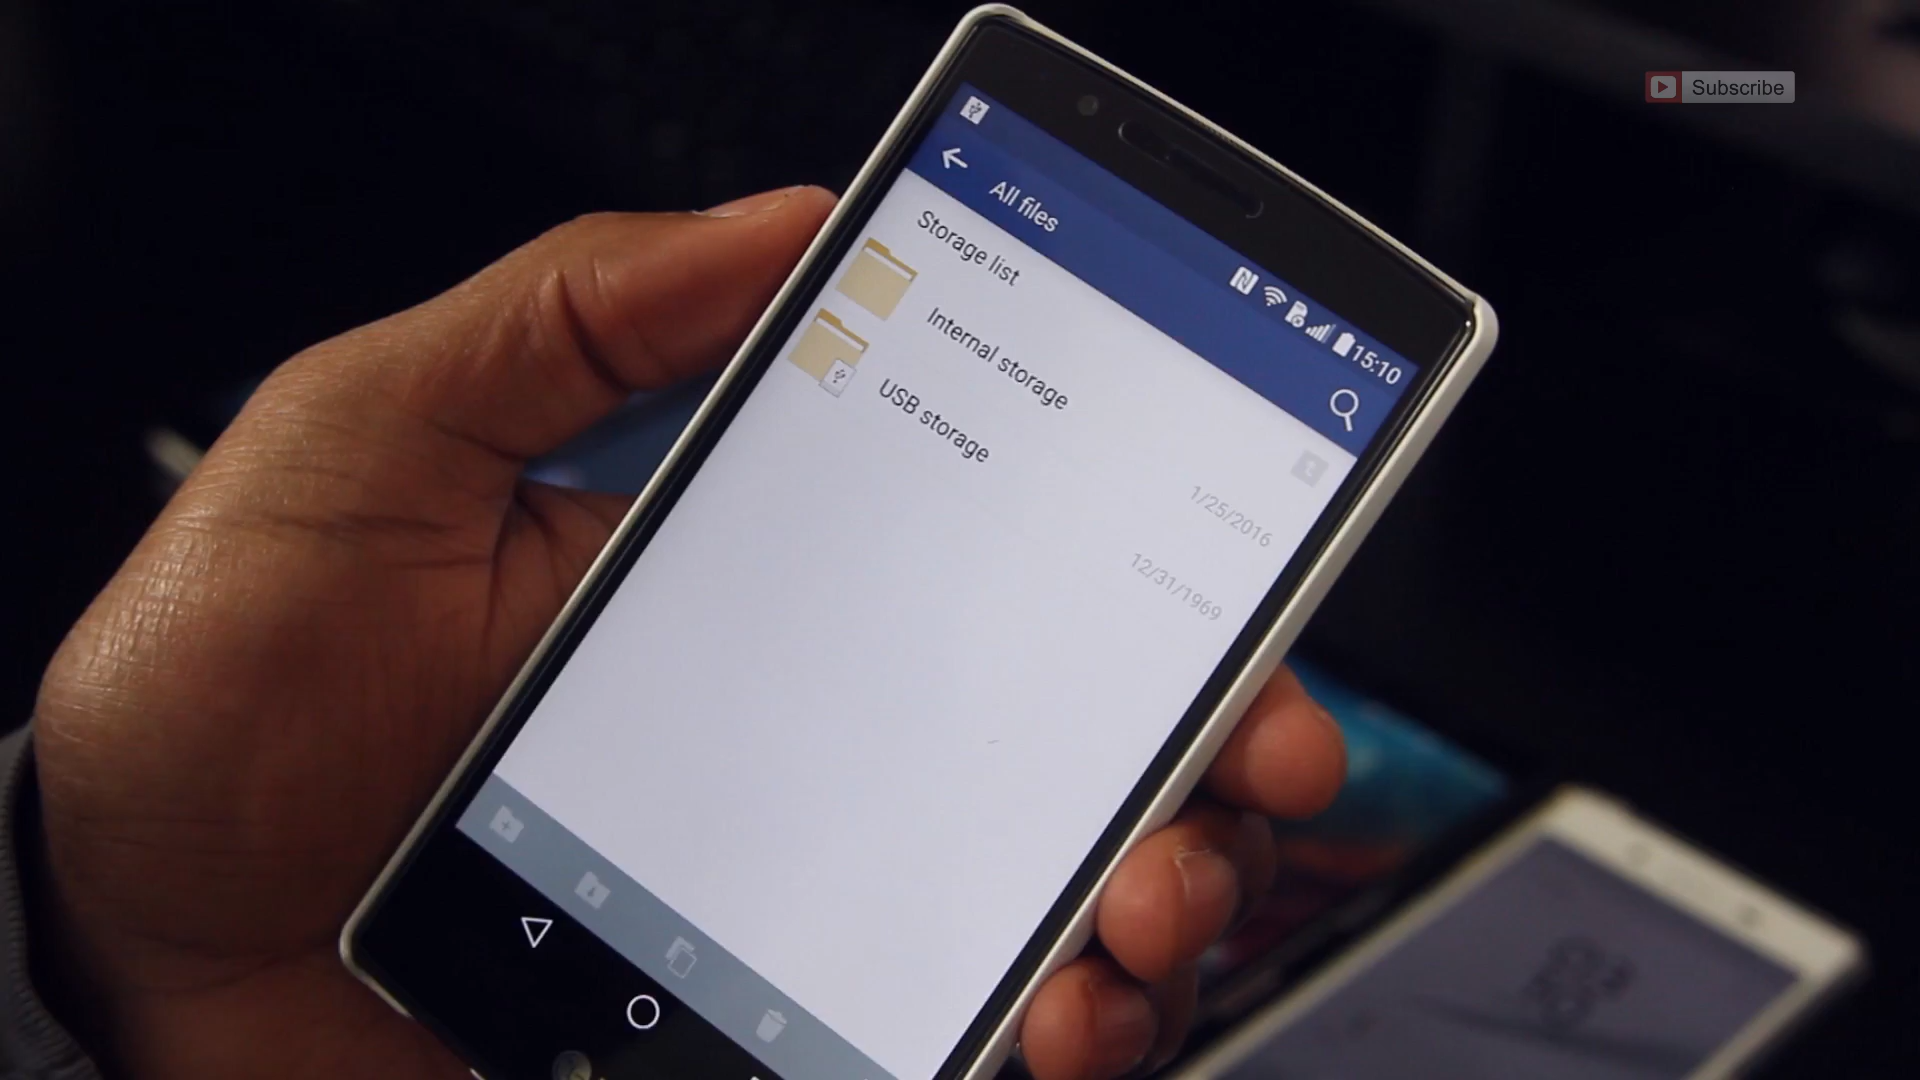 Subscribe
15:10
All files
Storage list
Internal storage
1/25/2016
USB storage
12/31/1969